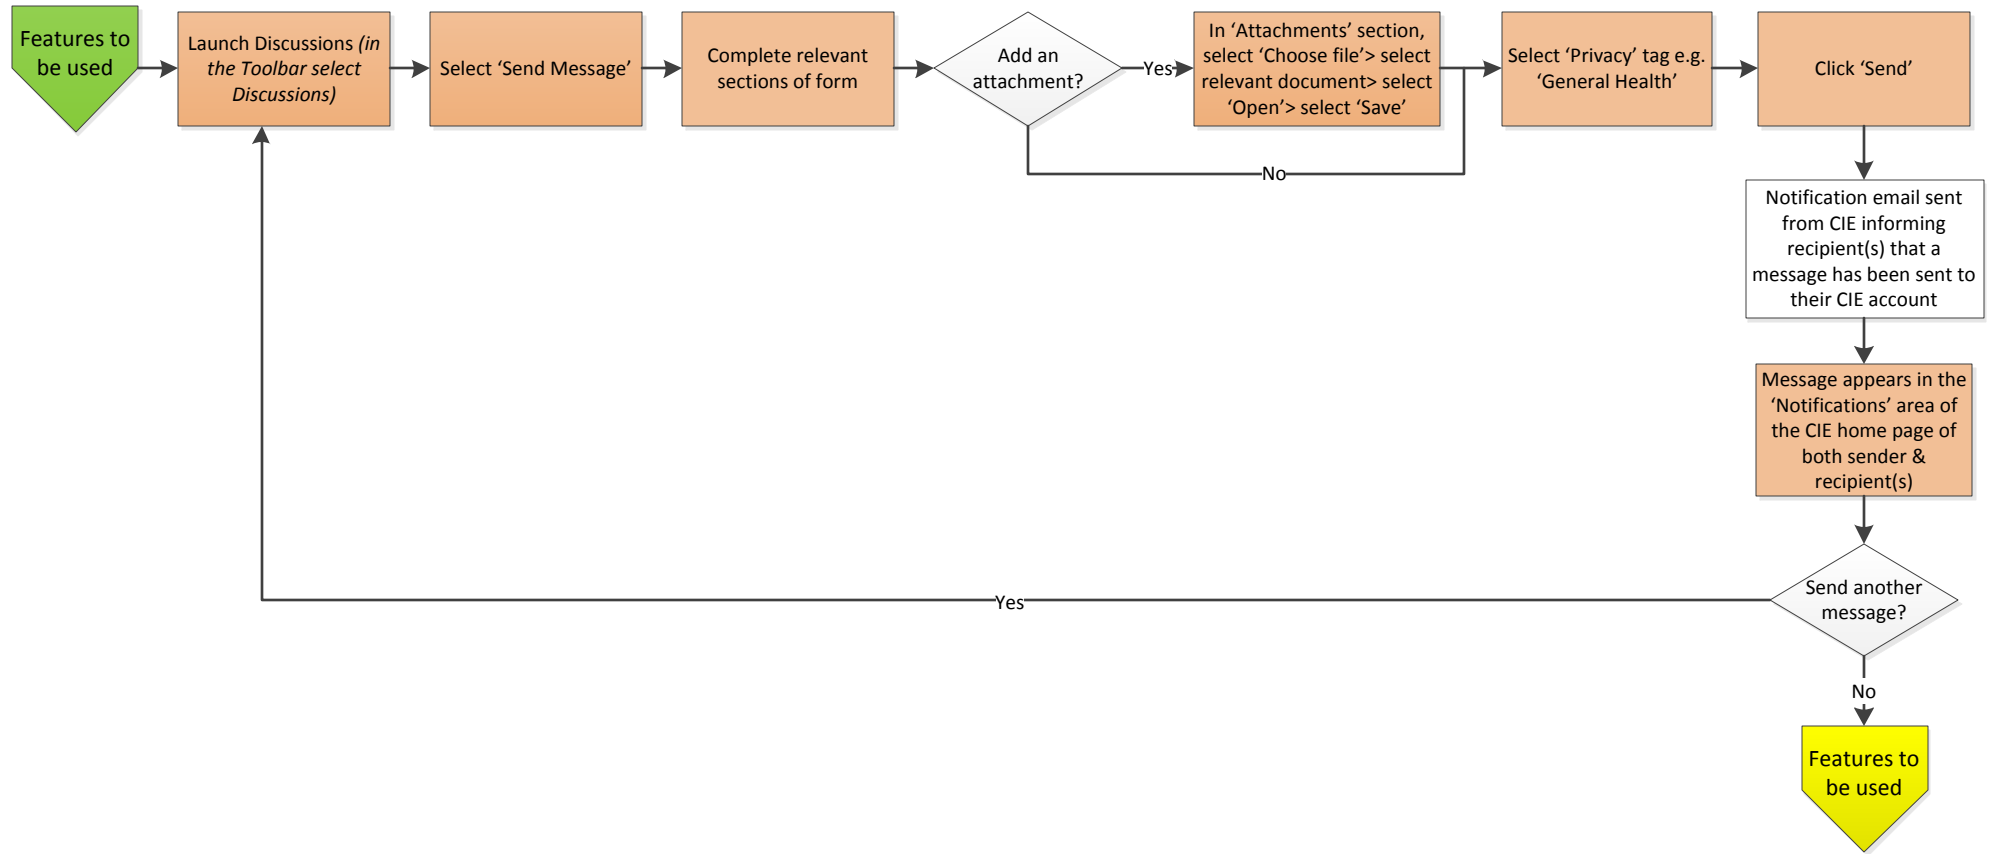 Features to
be used
Launch Discussions (in
the Toolbar select
Discussions)
Select ‘Send Message’
Complete relevant
sections of form
Add an
attachment?
Yes
In ‘Attachments’ section,
select ‘Choose file’> select
relevant document> select
‘Open’> select ‘Save’
No
Select ‘Privacy’ tag e.g.
‘General Health’
Click ‘Send’
Notification email sent
from CIE informing
recipient(s) that a
message has been sent to
their CIE account
Message appears in the
‘Notifications’ area of
the CIE home page of
both sender &
recipient(s)
Send another
message?
Yes
No
Features to
be used